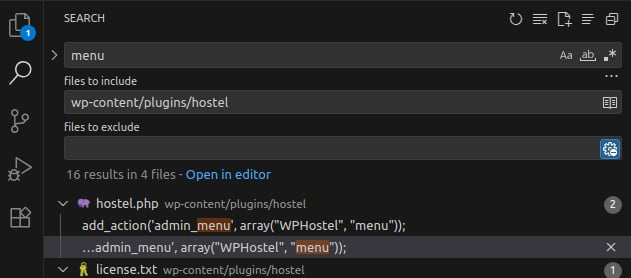 1
SEARCH
menu
Aa
ab
files to include
...
wp-content/plugins/hostel
files to exclude
16 results in 4 files - Open in editor
hostel.php wp-content/plugins/hostel 2
add_action('admin_menu', array("WPHostel", "menu"));
…admin_menu', array("WPHostel", "menu"));
license.txt wp-content/plugins/hostel 1